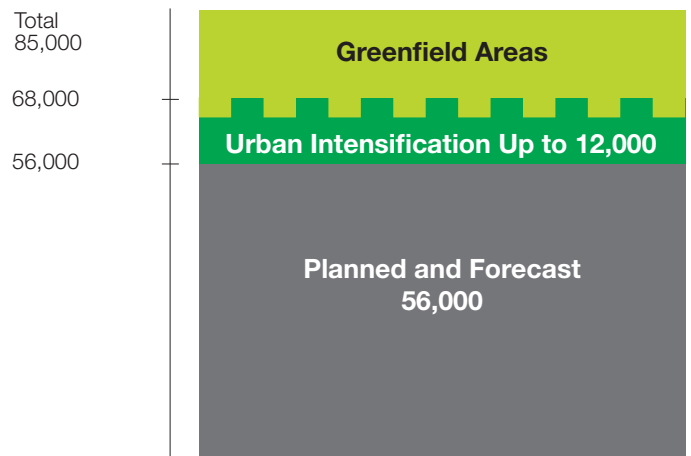 Total
85,000
Greenfield Areas
68,000
Urban Intensification Up to 12,000
56,000
Planned and Forecast
56,000